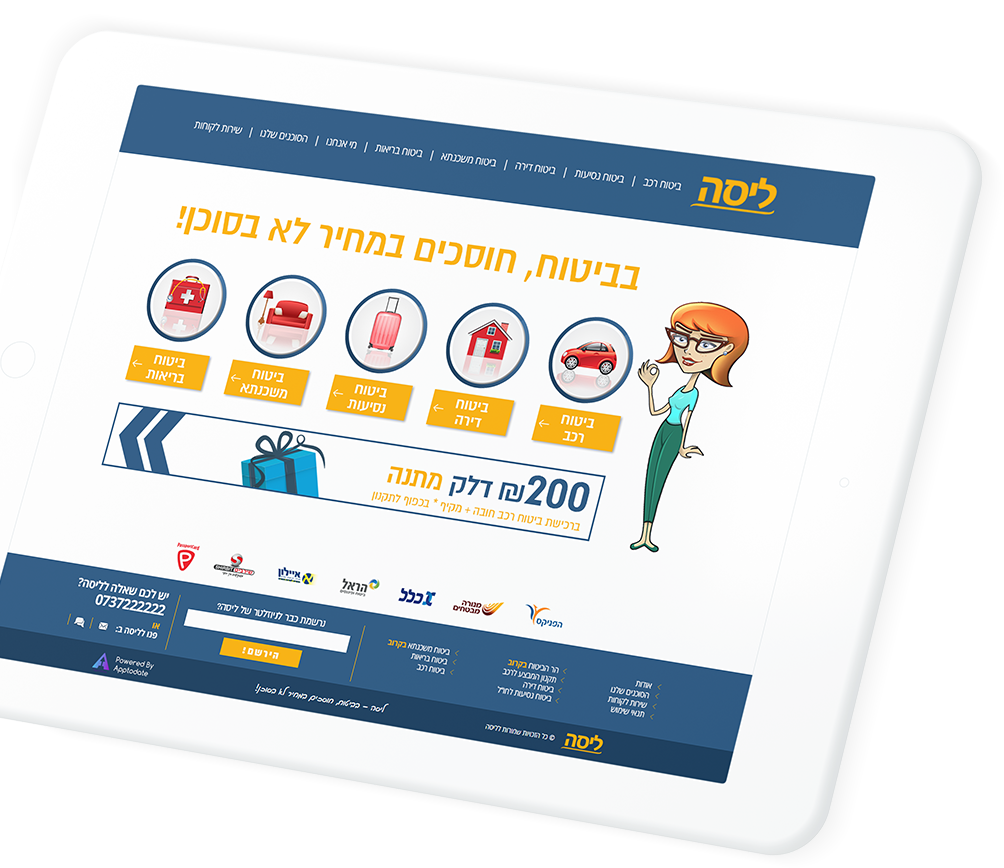 ליסה
ביטוח רכב | ביטוח נסיעות | ביטוח דירה | ביטוח משכנתא | ביטוח בריאות | מי אנחנו | הסוכנים שלנו | שירות לקוחות
בביטוח, חוסכים במחיר לא בסוכן!
ביטוח
רכב
ביטוח
דירה
ביטוח
נסיעות
ביטוח
משכנתא
ביטוח
בריאות
200₪ דלק מתנה
ברכישת ביטוח רכב חובה + מקיף * בכפוף לתקנון
הפניקס
מנורה
מבטחים
כלל
הראל
ביטוח ופיננסים
איילון
PassportCard
אודות
הסוכנים שלנו
שירות לקוחות
תנאי שימוש
הר הביטוח בקרוב
תקנון המבצע לרכב
ביטוח דירה
ביטוח נסיעות לחו״ל
ביטוח משכנתא בקרוב
ביטוח בריאות
ביטוח רכב
נרשמת כבר לניוזלטר של ליסה?
הירשם!
יש לכם שאלה לליסה?
0737222222
או
פנו לליסה ב:
ליסה
© כל הזכויות שמורות לליסה
ליסה – בביטוח, חוסכים במחיר לא בסוכן!
Powered By
Apptodate